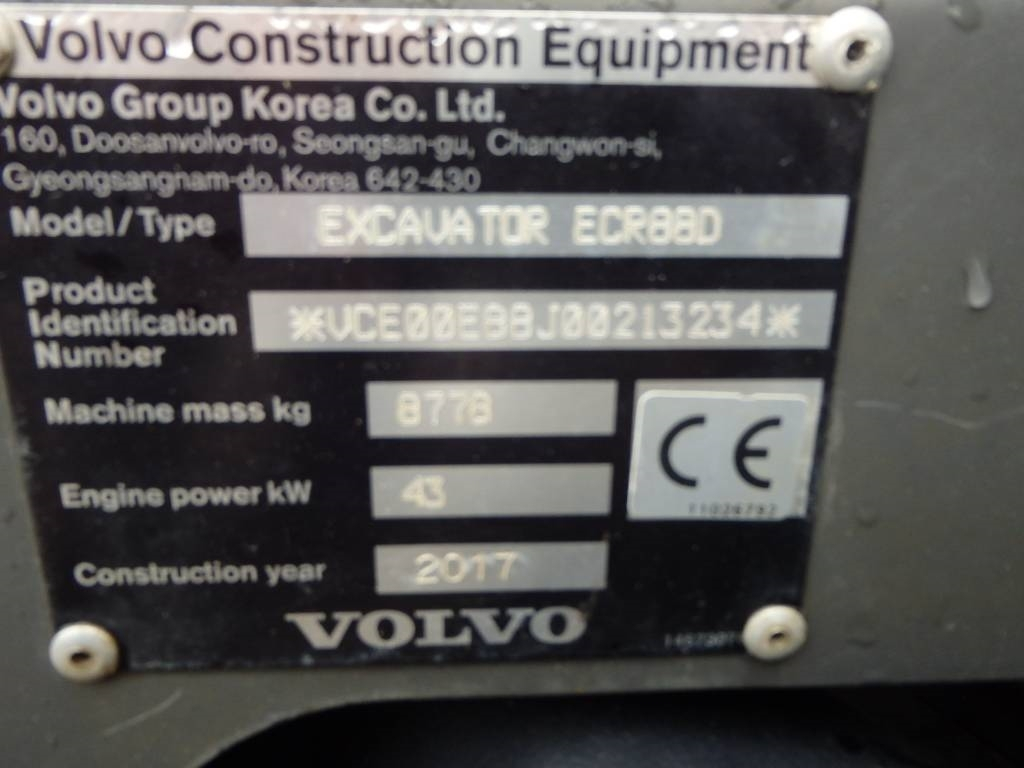 Volvo Construction Equipment
Volvo Group Korea Co. Ltd.
160, Doosanvolvo-ro, Seongsan-gu, Changwon-si,
Gyeongsangnam-do, Korea 642-430
Model/Type EXCAVATOR ECR88D
Product
Identification
Number
*VCE00E88J00213234*
Machine mass kg 8778
CE
11026792
Engine power kW 43
Construction year 2017
VOLVO